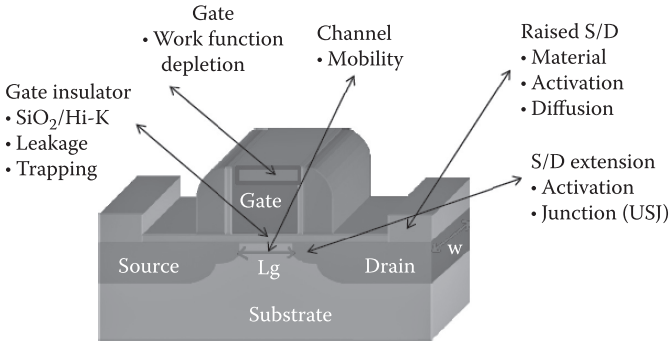 Gate
• Work function
depletion
Channel
• Mobility
Raised S/D
• Material
• Activation
• Diffusion
Gate insulator
• SiO₂/Hi-K
• Leakage
• Trapping
S/D extension
• Activation
• Junction (USJ)
Gate
Source
Lg
Drain
w
Substrate